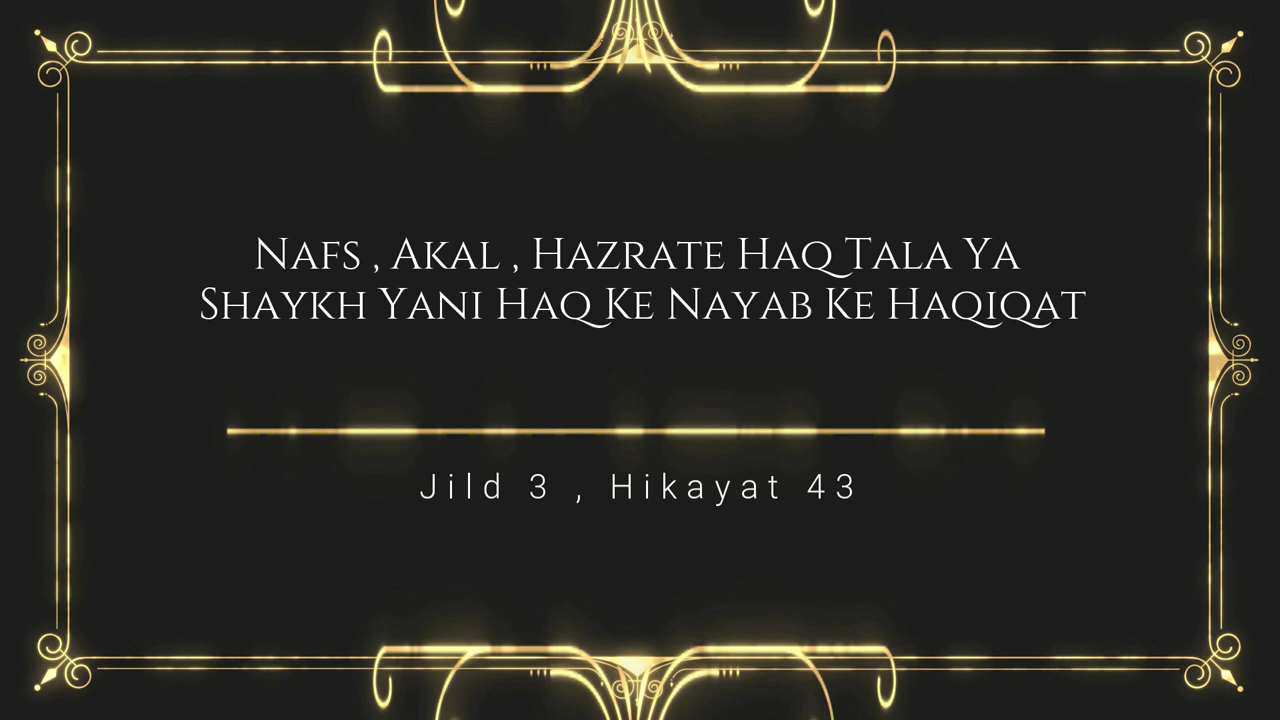 Nafs , Akal , Hazrate Haq Tala Ya
Shaykh Yani Haq Ke Nayab Ke Haqiqat
Jild 3 , Hikayat 43